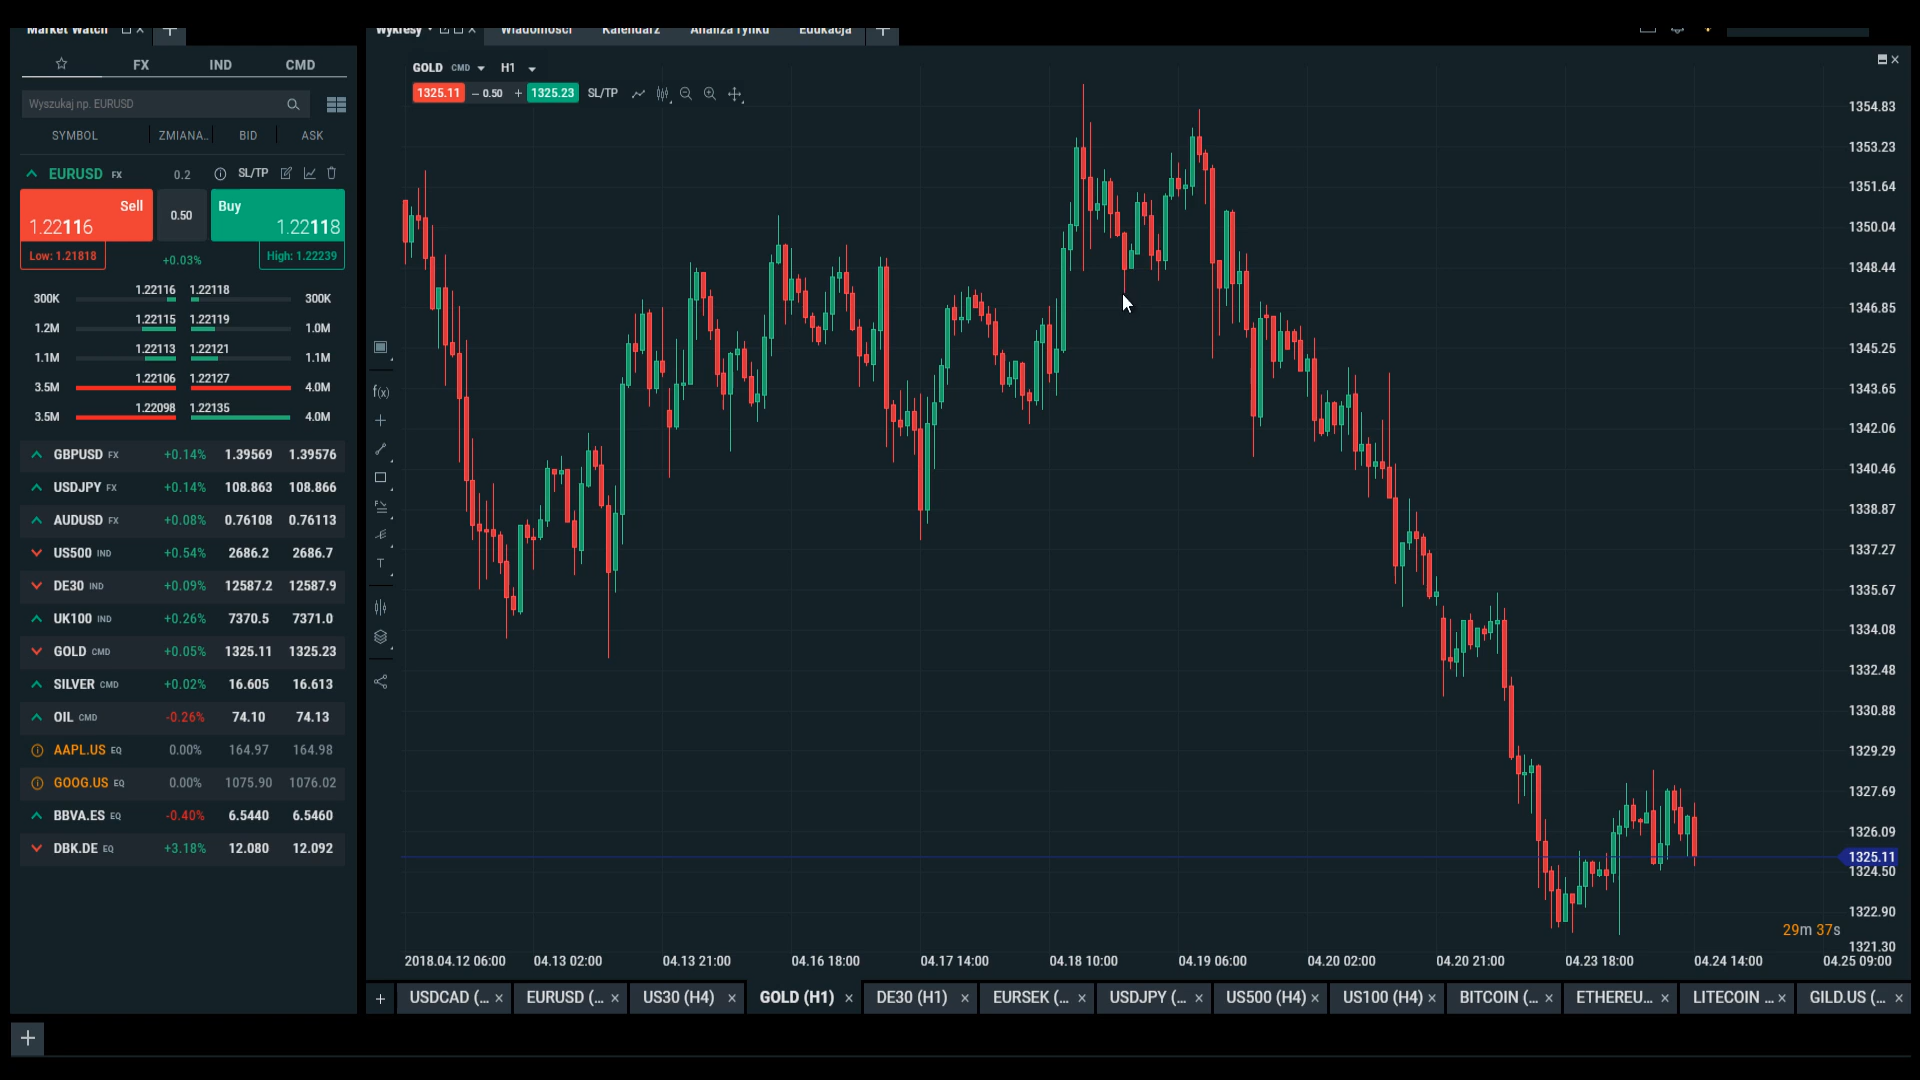 Market Watch
Wykresy Wiadomości Kalendarz Analiza rynku Edukacja
FX IND CMD
Wyszukaj np. EURUSD
SYMBOL ZMIANA... BID ASK
EURUSD FX 0.2 SL/TP
Sell 1.22116
0.50
Buy 1.22118
Low: 1.21818 +0.03% High: 1.22239
300K 1.22116 1.22118 300K
1.2M 1.22115 1.22119 1.0M
1.1M 1.22113 1.22121 1.1M
3.5M 1.22106 1.22127 4.0M
3.5M 1.22098 1.22135 4.0M
GBPUSD FX +0.14% 1.39569 1.39576
USDJPY FX +0.14% 108.863 108.866
AUDUSD FX +0.08% 0.76108 0.76113
US500 IND +0.54% 2686.2 2686.7
DE30 IND +0.09% 12587.2 12587.9
UK100 IND +0.26% 7370.5 7371.0
GOLD CMD +0.05% 1325.11 1325.23
SILVER CMD +0.02% 16.605 16.613
OIL CMD -0.26% 74.10 74.13
AAPL.US EQ 0.00% 164.97 164.98
GOOG.US EQ 0.00% 1075.90 1076.02
BBVA.ES EQ -0.40% 6.5440 6.5460
DBK.DE EQ +3.18% 12.080 12.092
GOLD CMD H1
1325.11 – 0.50 + 1325.23 SL/TP
f(x)
T
1354.83
1353.23
1351.64
1350.04
1348.44
1346.85
1345.25
1343.65
1342.06
1340.46
1338.87
1337.27
1335.67
1334.08
1332.48
1330.88
1329.29
1327.69
1326.09
1325.11
1324.50
1322.90
29m 37s
1321.30
2018.04.12 06:00 04.13 02:00 04.13 21:00 04.16 18:00 04.17 14:00 04.18 10:00 04.19 06:00 04.20 02:00 04.20 21:00 04.23 18:00 04.24 14:00 04.25 09:00
USDCAD (... EURUSD (... US30 (H4) GOLD (H1) DE30 (H1) EURSEK (... USDJPY (... US500 (H4) US100 (H4) BITCOIN (... ETHEREU... LITECOIN ... GILD.US (...